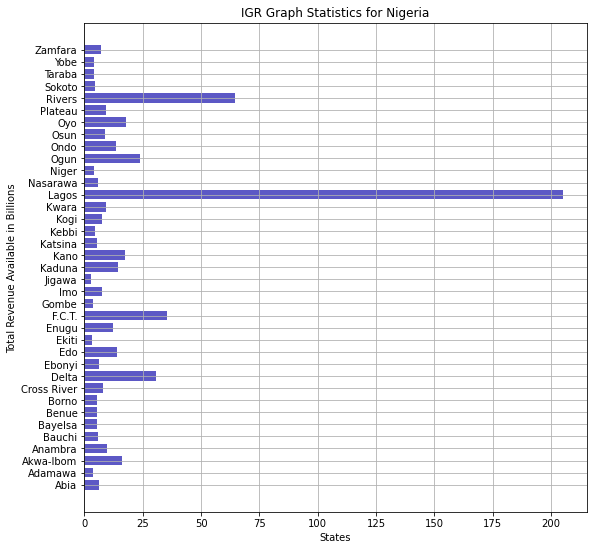 IGR Graph Statistics for Nigeria
Total Revenue Available in Billions
Zamfara
Yobe
Taraba
Sokoto
Rivers
Plateau
Oyo
Osun
Ondo
Ogun
Niger
Nasarawa
Lagos
Kwara
Kogi
Kebbi
Katsina
Kano
Kaduna
Jigawa
Imo
Gombe
F.C.T.
Enugu
Ekiti
Edo
Ebonyi
Delta
Cross River
Borno
Benue
Bayelsa
Bauchi
Anambra
Akwa-Ibom
Adamawa
Abia
0 25 50 75 100 125 150 175 200
States